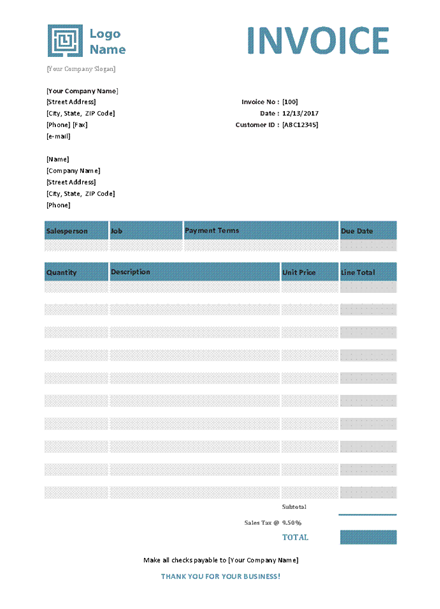 Logo
Name
INVOICE
[Your Company Slogan]
[Your Company Name]
[Street Address]
Invoice No : [100]
[City, State, ZIP Code]
Date : 12/13/2017
[Phone] [Fax]
Customer ID : [ABC12345]
[e-mail]
[Name]
[Company Name]
[Street Address]
[City, State, ZIP Code]
[Phone]
Salesperson Job Payment Terms Due Date
Quantity Description Unit Price Line Total
Subtotal
Sales Tax @ 9.50%
TOTAL
Make all checks payable to [Your Company Name]
THANK YOU FOR YOUR BUSINESS!